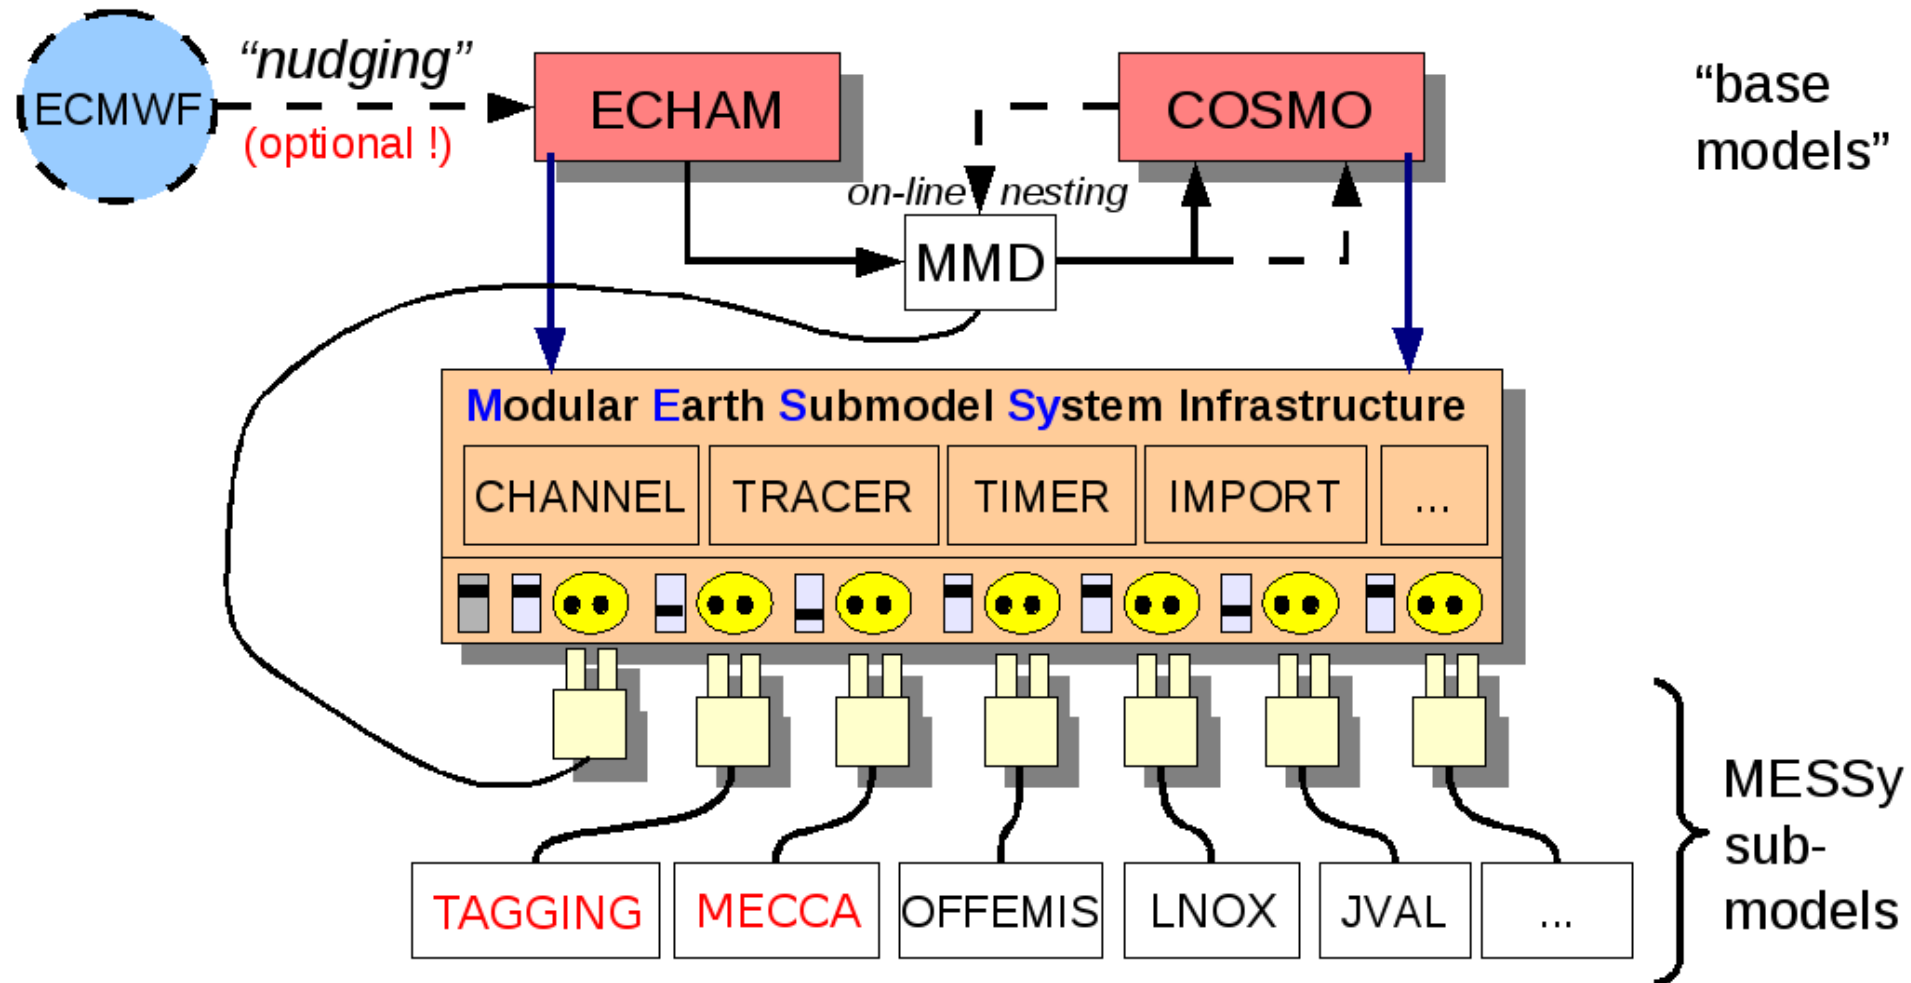 “nudging”
ECMWF
(optional !)
ECHAM
COSMO
“base
models”
on-line nesting
MMD
Modular Earth Submodel System Infrastructure
CHANNEL
TRACER
TIMER
IMPORT
...
MESSy
sub-
models
TAGGING
MECCA
OFFEMIS
LNOX
JVAL
...